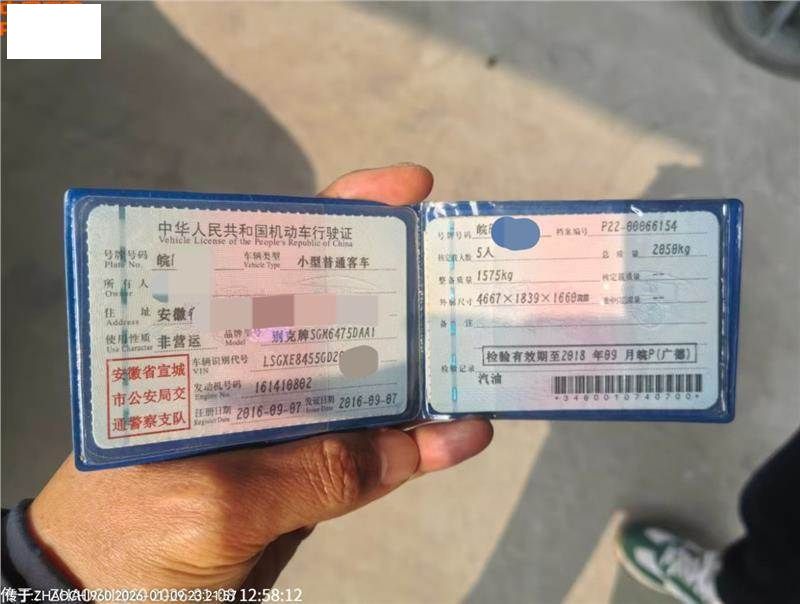 中华人民共和国机动车行驶证
Vehicle License of the People's Republic of China
号牌号码 皖 车辆类型 小型普通客车
Plate No. Vehicle Type
所有人
Owner
住址 安徽
Address
使用性质 非营运 品牌型号 别克牌SGM6475DAA1
Use Character Model
安徽省宣城
市公安局交
通警察支队
车辆识别代号 LSGXE8455GD2
VIN
发动机号码 161410802
Engine No.
注册日期 2016-09-07 发证日期 2016-09-07
Register Date Issue Date
号牌号码 皖 档案编号 P22-00066154
核定载人数 5人 总质量 2050kg
整备质量 1575kg 核定载质量 --
外廓尺寸 4667×1839×1660mm 准牵引总质量 --
备注
检验有效期至2018 年09 月皖P(广德)
检验记录
汽油
*3400010740700*